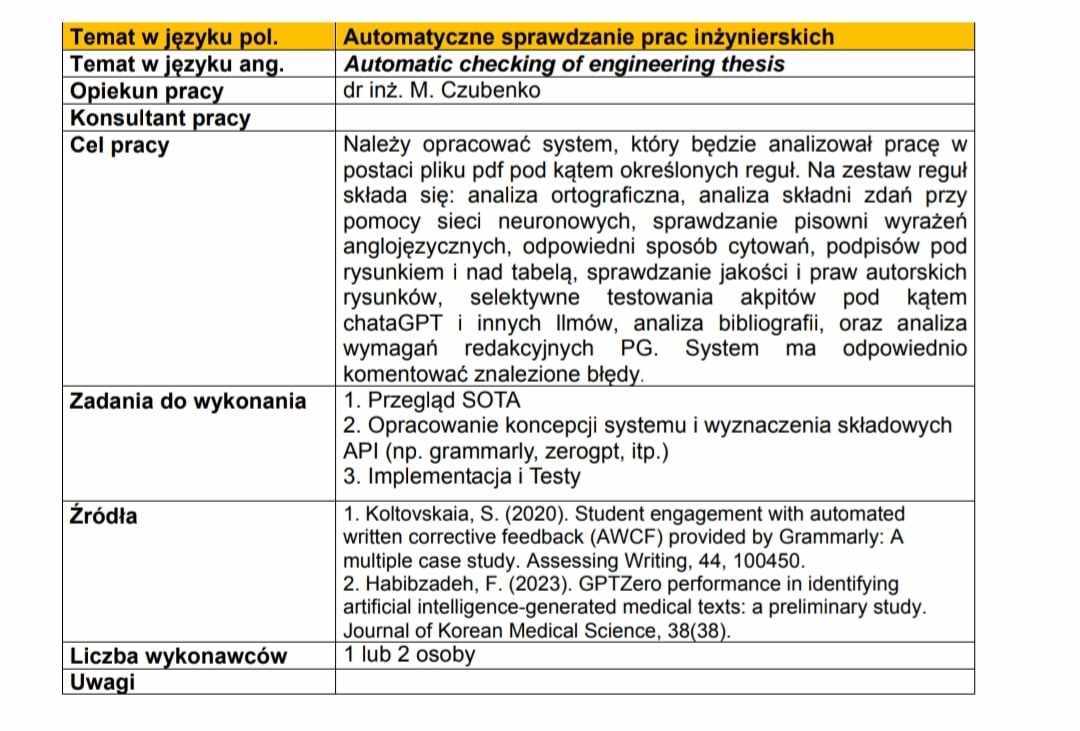 Temat w języku pol. Automatyczne sprawdzanie prac inżynierskich
Temat w języku ang. Automatic checking of engineering thesis
Opiekun pracy dr inż. M. Czubenko
Konsultant pracy
Cel pracy Należy opracować system, który będzie analizował pracę w
postaci pliku pdf pod kątem określonych reguł. Na zestaw reguł
składa się: analiza ortograficzna, analiza składni zdań przy
pomocy sieci neuronowych, sprawdzanie pisowni wyrażeń
anglojęzycznych, odpowiedni sposób cytowań, podpisów pod
rysunkiem i nad tabelą, sprawdzanie jakości i praw autorskich
rysunków, selektywne testowania akpitów pod kątem
chataGPT i innych llmów, analiza bibliografii, oraz analiza
wymagań redakcyjnych PG. System ma odpowiednio
komentować znalezione błędy.
Zadania do wykonania 1. Przegląd SOTA
2. Opracowanie koncepcji systemu i wyznaczenia składowych
API (np. grammarly, zerogpt, itp.)
3. Implementacja i Testy
Źródła 1. Koltovskaia, S. (2020). Student engagement with automated
written corrective feedback (AWCF) provided by Grammarly: A
multiple case study. Assessing Writing, 44, 100450.
2. Habibzadeh, F. (2023). GPTZero performance in identifying
artificial intelligence-generated medical texts: a preliminary study.
Journal of Korean Medical Science, 38(38).
Liczba wykonawców 1 lub 2 osoby
Uwagi